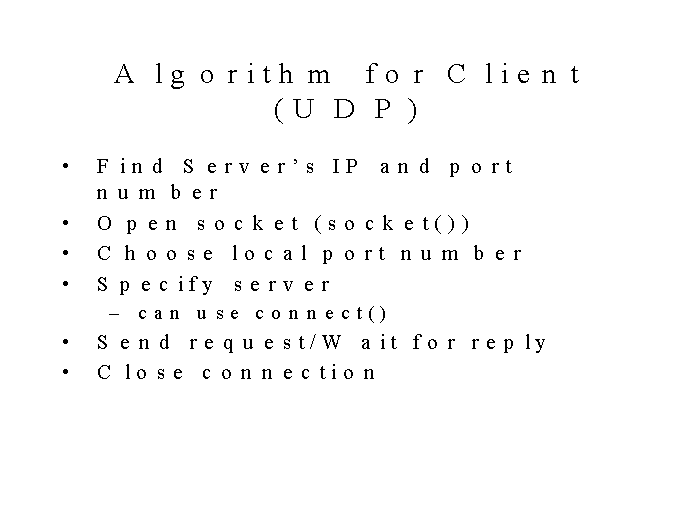 Algorithm for Client
(UDP)
• Find Server's IP and port
number
• Open socket (socket())
• Choose local port number
• Specify server
– can use connect()
• Send request/Wait for reply
• Close connection